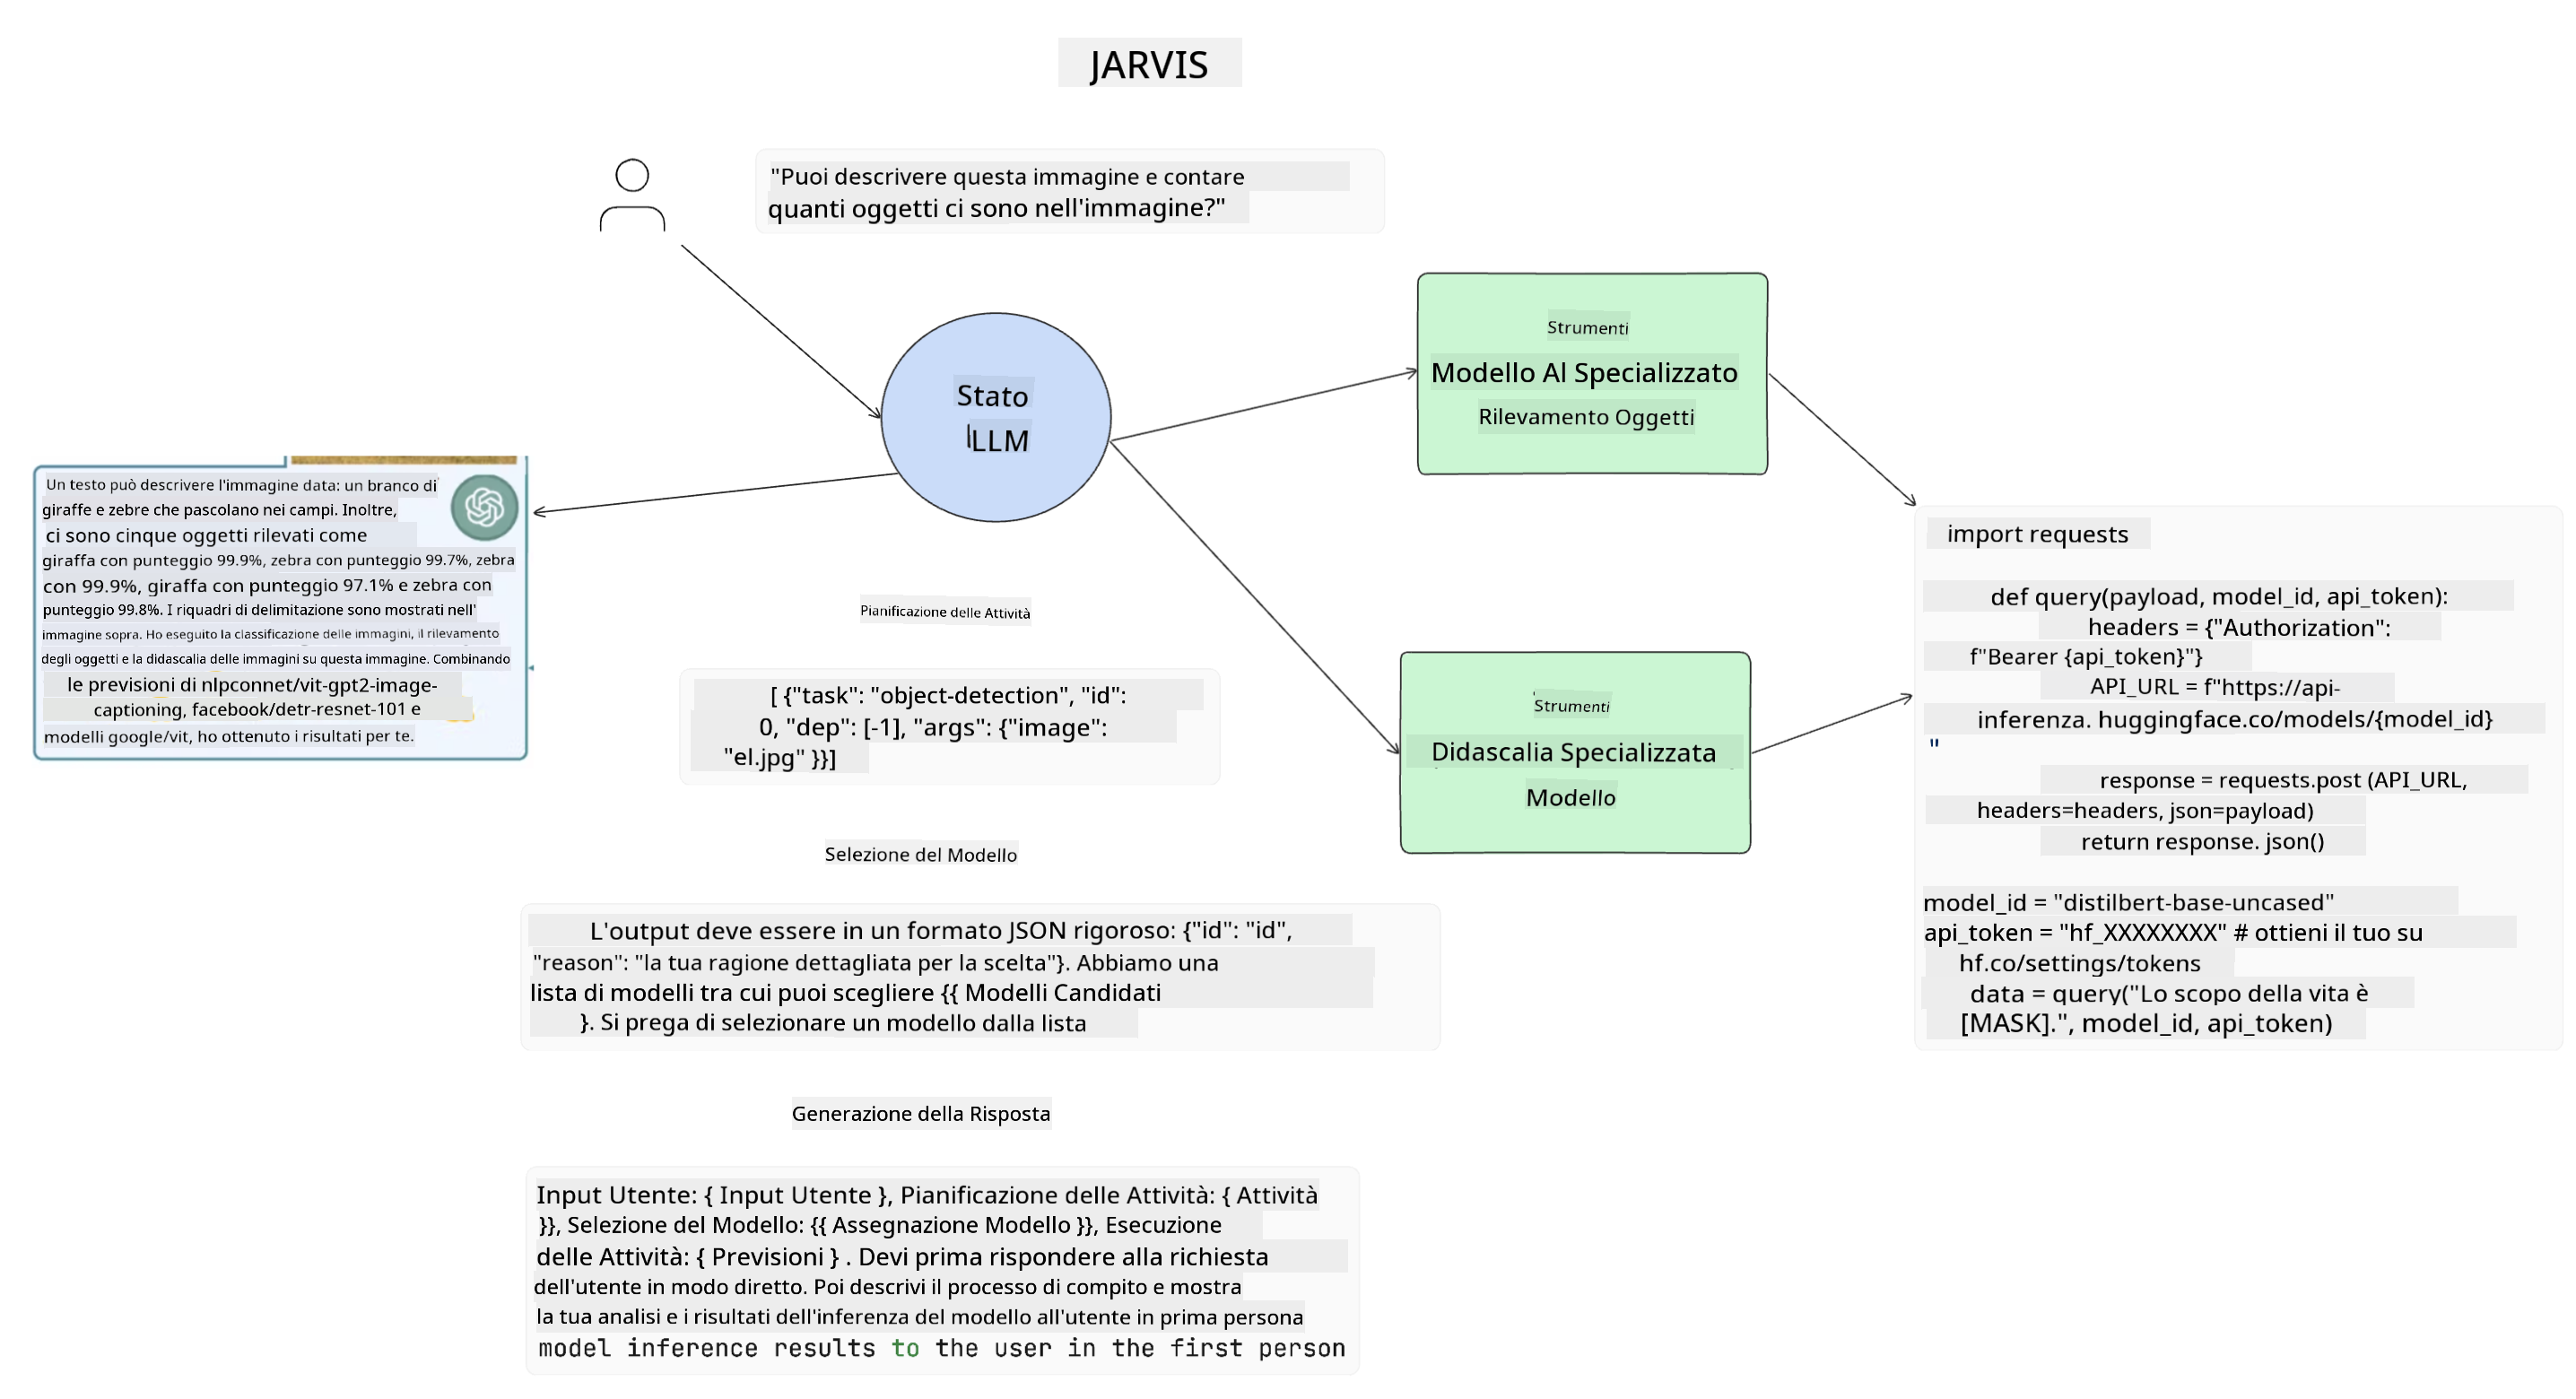 JARVIS
"Puoi descrivere questa immagine e contare
quanti oggetti ci sono nell'immagine?"
Stato
LLM
Strumenti
Modello Al Specializzato
Rilevamento Oggetti
Un testo può descrivere l'immagine data: un branco di
giraffe e zebre che pascolano nei campi. Inoltre,
ci sono cinque oggetti rilevati come
giraffa con punteggio 99.9%, zebra con punteggio 99.7%, zebra
con 99.9%, giraffa con punteggio 97.1% e zebra con
punteggio 99.8%. I riquadri di delimitazione sono mostrati nell'
immagine sopra. Ho eseguito la classificazione delle immagini, il rilevamento
degli oggetti e la didascalia delle immagini su questa immagine. Combinando
le previsioni di nlpconnet/vit-gpt2-image-
captioning, facebook/detr-resnet-101 e
modelli google/vit, ho ottenuto i risultati per te.
Pianificazione delle Attività
[ {"task": "object-detection", "id":
0, "dep": [-1], "args": {"image":
"el.jpg" }}]
Strumenti
Didascalia Specializzata
Modello
import requests
def query(payload, model_id, api_token):
headers = {"Authorization":
f"Bearer {api_token}"}
API_URL = f"https://api-
inferenza. huggingface.co/models/{model_id}
"
response = requests.post (API_URL,
headers=headers, json=payload)
return response. json()
model_id = "distilbert-base-uncased"
api_token = "hf_XXXXXXXX" # ottieni il tuo su
hf.co/settings/tokens
data = query("Lo scopo della vita è
[MASK].", model_id, api_token)
Selezione del Modello
L'output deve essere in un formato JSON rigoroso: {"id": "id",
"reason": "la tua ragione dettagliata per la scelta"}. Abbiamo una
lista di modelli tra cui puoi scegliere {{ Modelli Candidati
}. Si prega di selezionare un modello dalla lista
Generazione della Risposta
Input Utente: { Input Utente }, Pianificazione delle Attività: { Attività
}}, Selezione del Modello: {{ Assegnazione Modello }}, Esecuzione
delle Attività: { Previsioni } . Devi prima rispondere alla richiesta
dell'utente in modo diretto. Poi descrivi il processo di compito e mostra
la tua analisi e i risultati dell'inferenza del modello all'utente in prima persona
model inference results to the user in the first person